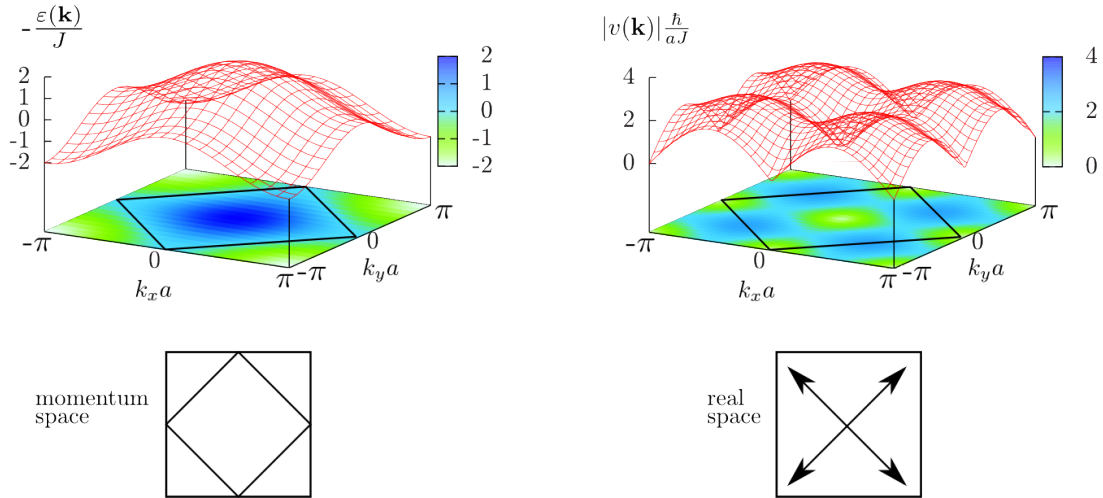 -ε(𝐤)/J
2
1
0
-1
-2
2
1
0
-1
-2
-π
0
π
-π
0
π
k_x a
k_y a
|v(𝐤)| ħ/aJ
4
2
0
4
2
0
-π
0
π
-π
0
π
k_x a
k_y a
momentum
space
real
space